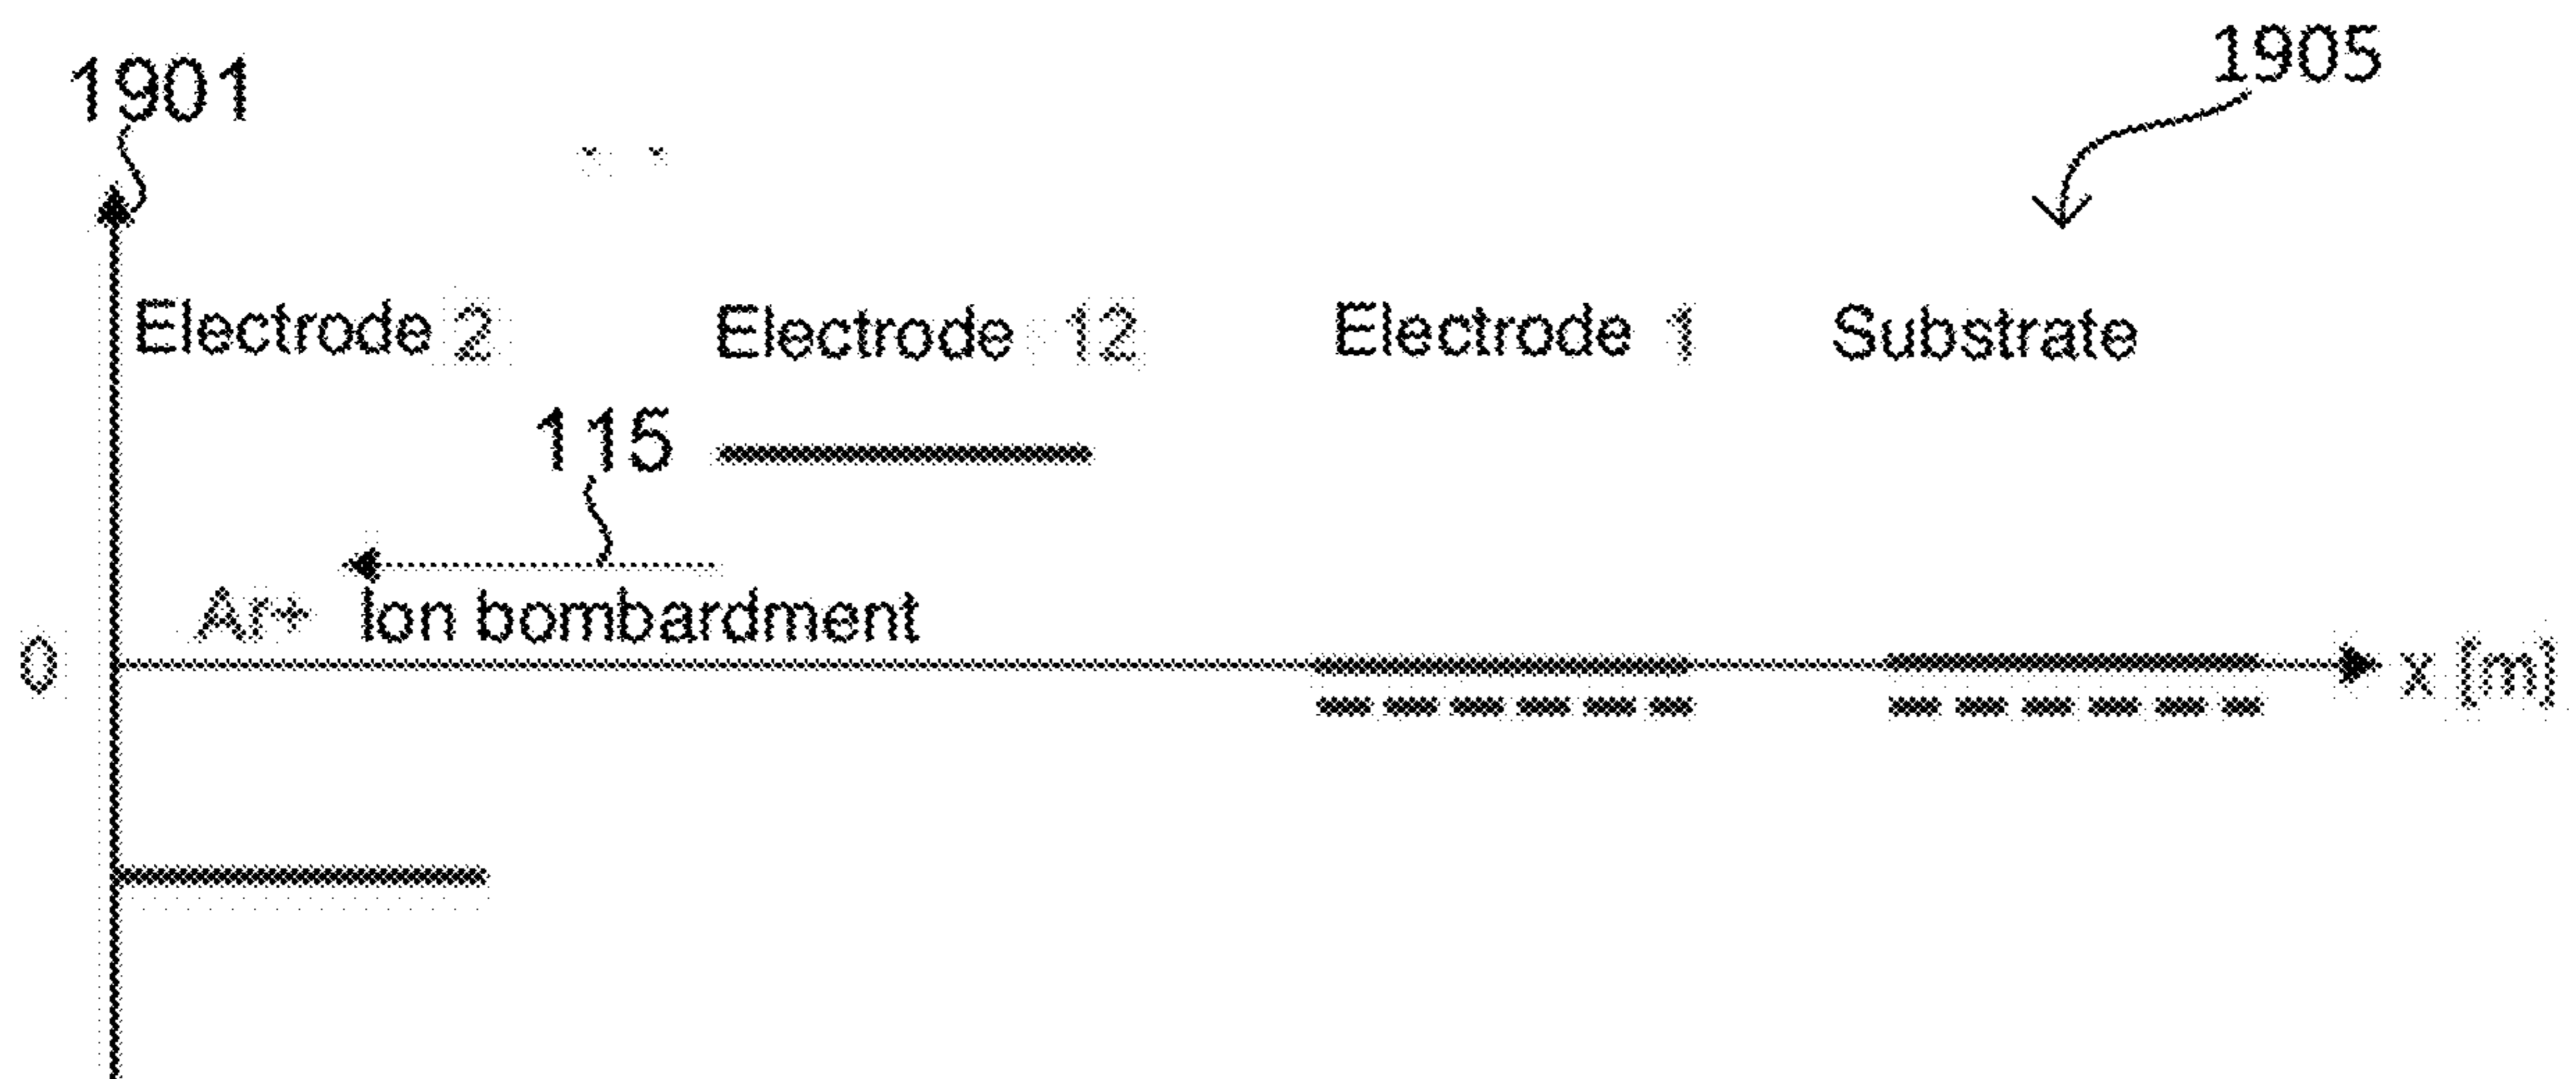 1901
1905
Electrode 2
Electrode 12
Electrode 1
Substrate
115
Ar+ Ion bombardment
0
x [m]